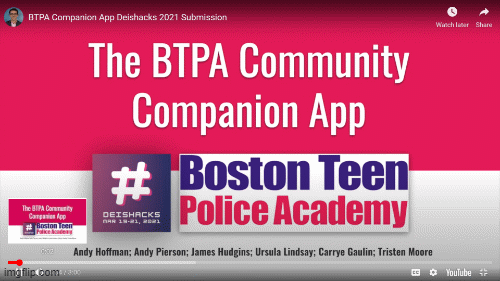 BTPA Companion App Deishacks 2021 Submission
Watch later
Share
The BTPA Community
Companion App
#
DEISHACKS
MAR 15-21, 2021
Boston Teen
Police Academy
The BTPA Community
Companion App
Boston Teen
Police Academy
Andy Hoffman; Andy Pierson; James Hudgins; Ursula Lindsay; Carrye Gaulin; Tristen Moore
imgflip.com
CC
YouTube